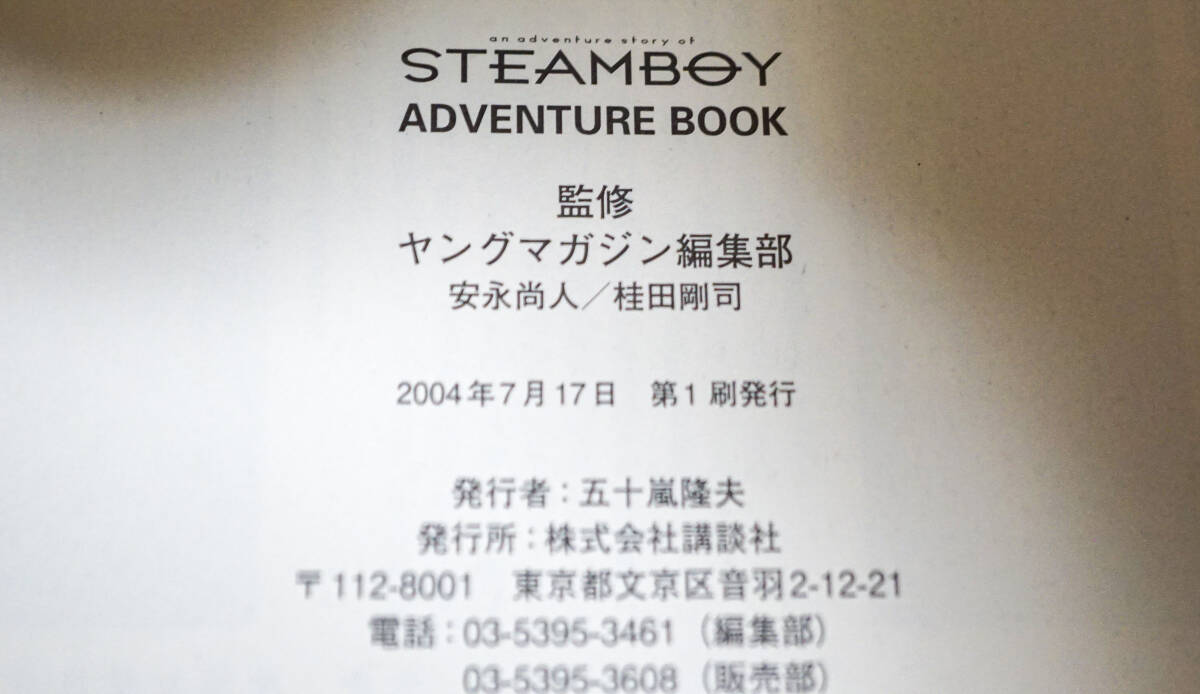 an adventure story of
STEAMBOY
ADVENTURE BOOK
監修
ヤングマガジン編集部
安永尚人／桂田剛司
2004年7月17日　第1刷発行
発行者：五十嵐隆夫
発行所：株式会社講談社
〒112-8001　東京都文京区音羽2-12-21
電話：03-5395-3461（編集部）
03-5395-3608（販売部）